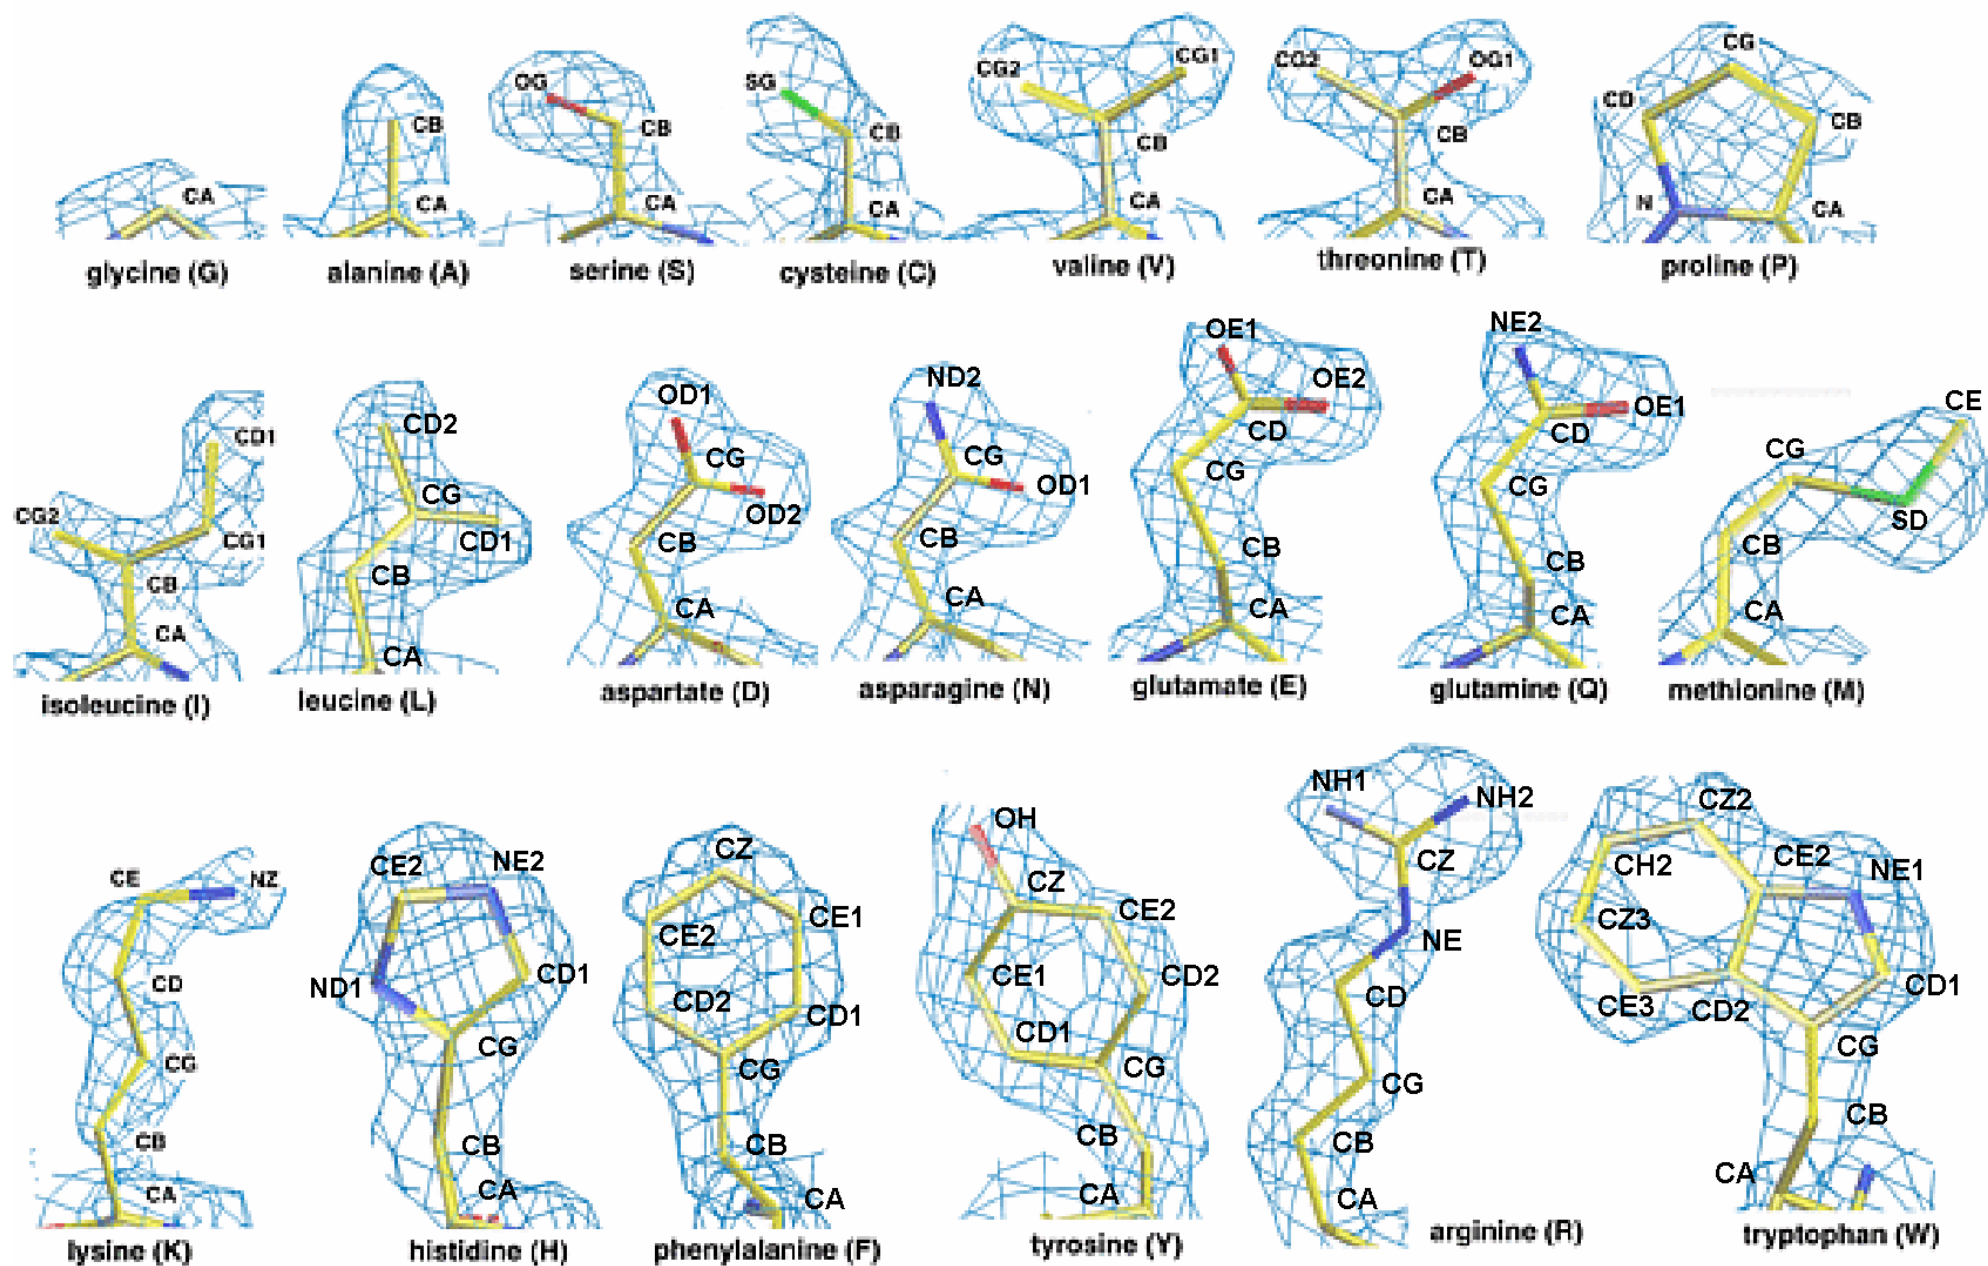 CA
glycine (G)
CB
CA
alanine (A)
OG
CB
CA
serine (S)
SG
CB
CA
cysteine (C)
CG2
CG1
CB
CA
valine (V)
CG2
OG1
CB
CA
threonine (T)
CG
CD
CB
N
CA
proline (P)
CD1
CG2
CG1
CB
CA
isoleucine (I)
CD2
CG
CD1
CB
CA
leucine (L)
OD1
CG
OD2
CB
CA
aspartate (D)
ND2
CG
OD1
CB
CA
asparagine (N)
OE1
OE2
CD
CG
CB
CA
glutamate (E)
NE2
OE1
CD
CG
CB
CA
glutamine (Q)
CE
CG
SD
CB
CA
methionine (M)
CE
NZ
CD
CG
CB
CA
lysine (K)
CE2
NE2
ND1
CD1
CG
CB
CA
histidine (H)
CZ
CE1
CE2
CD2
CD1
CG
CB
CA
phenylalanine (F)
OH
CZ
CE2
CE1
CD2
CD1
CG
CB
CA
tyrosine (Y)
NH1
NH2
CZ
NE
CD
CG
CB
CA
arginine (R)
CZ2
CH2
CE2
NE1
CZ3
CD1
CE3
CD2
CG
CB
CA
tryptophan (W)